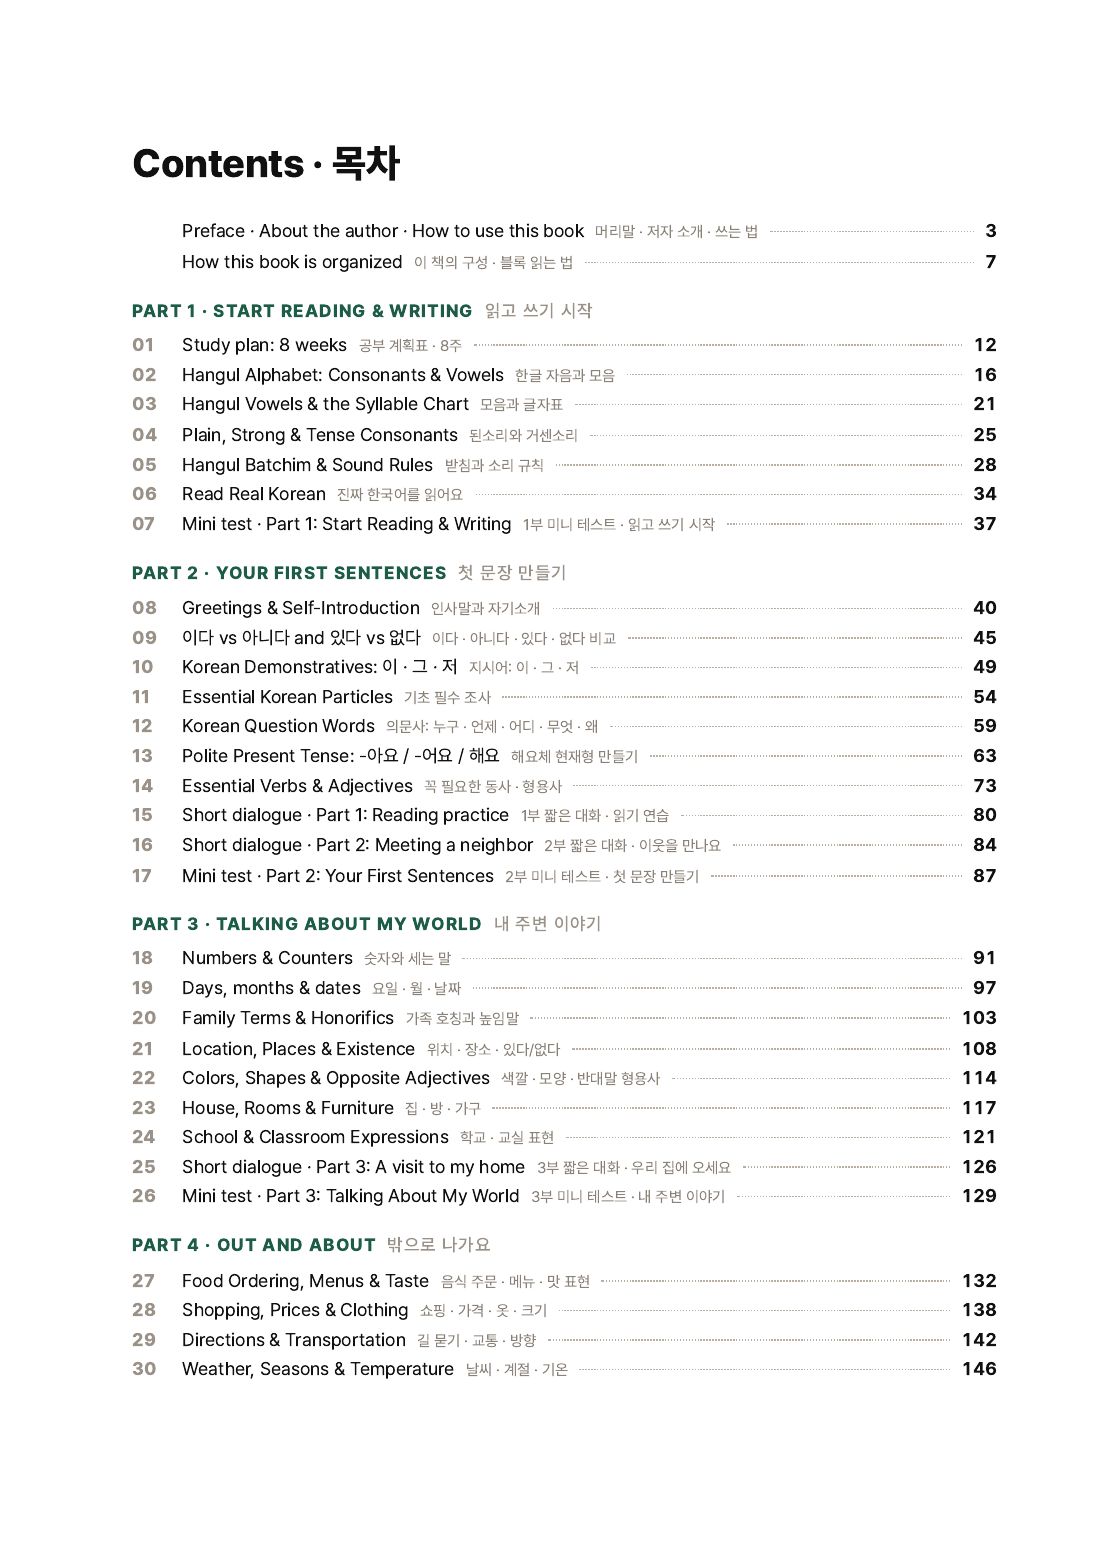 Contents · 목차
Preface · About the author · How to use this book 머리말 · 저자 소개 · 쓰는 법 3
How this book is organized 이 책의 구성 · 블록 읽는 법 7
PART 1 · START READING & WRITING 읽고 쓰기 시작
01 Study plan: 8 weeks 공부 계획표 · 8주 12
02 Hangul Alphabet: Consonants & Vowels 한글 자음과 모음 16
03 Hangul Vowels & the Syllable Chart 모음과 글자표 21
04 Plain, Strong & Tense Consonants 된소리와 거센소리 25
05 Hangul Batchim & Sound Rules 받침과 소리 규칙 28
06 Read Real Korean 진짜 한국어를 읽어요 34
07 Mini test · Part 1: Start Reading & Writing 1부 미니 테스트 · 읽고 쓰기 시작 37
PART 2 · YOUR FIRST SENTENCES 첫 문장 만들기
08 Greetings & Self-Introduction 인사말과 자기소개 40
09 이다 vs 아니다 and 있다 vs 없다 이다 · 아니다 · 있다 · 없다 비교 45
10 Korean Demonstratives: 이 · 그 · 저 지시어: 이 · 그 · 저 49
11 Essential Korean Particles 기초 필수 조사 54
12 Korean Question Words 의문사: 누구 · 언제 · 어디 · 무엇 · 왜 59
13 Polite Present Tense: -아요 / -어요 / 해요 해요체 현재형 만들기 63
14 Essential Verbs & Adjectives 꼭 필요한 동사 · 형용사 73
15 Short dialogue · Part 1: Reading practice 1부 짧은 대화 · 읽기 연습 80
16 Short dialogue · Part 2: Meeting a neighbor 2부 짧은 대화 · 이웃을 만나요 84
17 Mini test · Part 2: Your First Sentences 2부 미니 테스트 · 첫 문장 만들기 87
PART 3 · TALKING ABOUT MY WORLD 내 주변 이야기
18 Numbers & Counters 숫자와 세는 말 91
19 Days, months & dates 요일 · 월 · 날짜 97
20 Family Terms & Honorifics 가족 호칭과 높임말 103
21 Location, Places & Existence 위치 · 장소 · 있다/없다 108
22 Colors, Shapes & Opposite Adjectives 색깔 · 모양 · 반대말 형용사 114
23 House, Rooms & Furniture 집 · 방 · 가구 117
24 School & Classroom Expressions 학교 · 교실 표현 121
25 Short dialogue · Part 3: A visit to my home 3부 짧은 대화 · 우리 집에 오세요 126
26 Mini test · Part 3: Talking About My World 3부 미니 테스트 · 내 주변 이야기 129
PART 4 · OUT AND ABOUT 밖으로 나가요
27 Food Ordering, Menus & Taste 음식 주문 · 메뉴 · 맛 표현 132
28 Shopping, Prices & Clothing 쇼핑 · 가격 · 옷 · 크기 138
29 Directions & Transportation 길 묻기 · 교통 · 방향 142
30 Weather, Seasons & Temperature 날씨 · 계절 · 기온 146